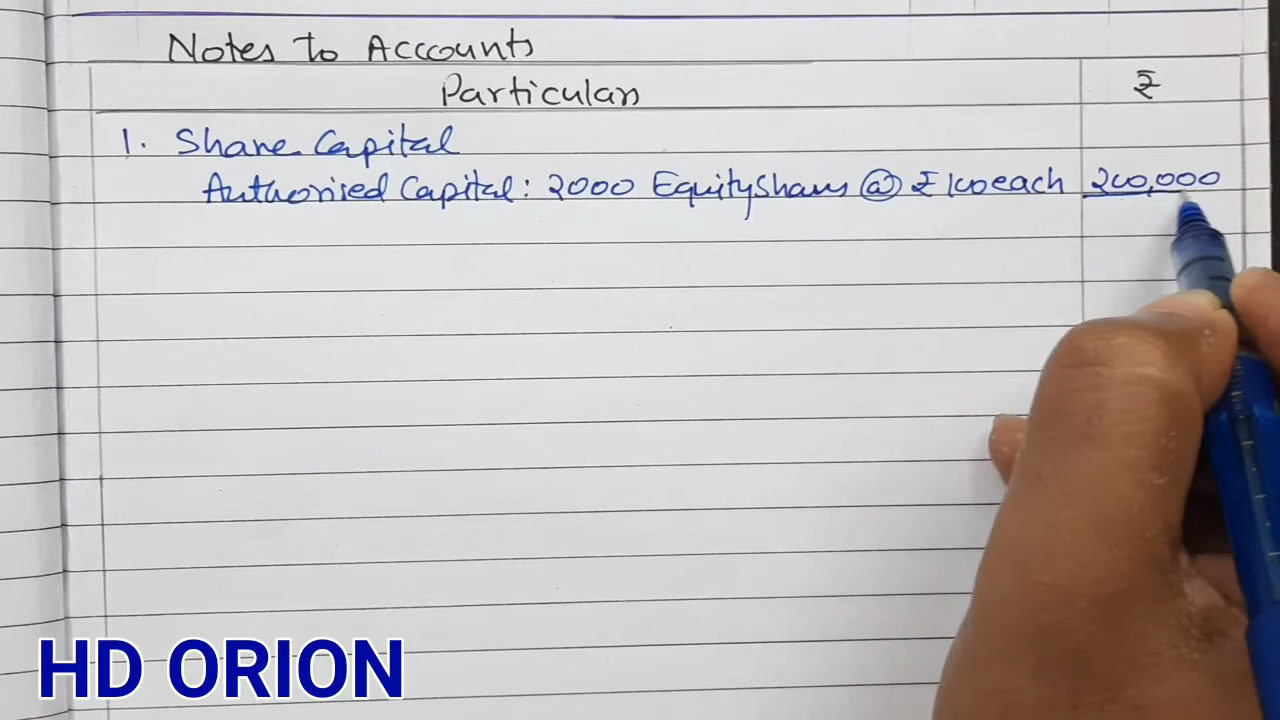 Notes to Accounts
Particulars ₹
1. Share Capital
Authorised Capital: 2000 Equity Shares @ ₹ 100 each 200,000
HD ORION